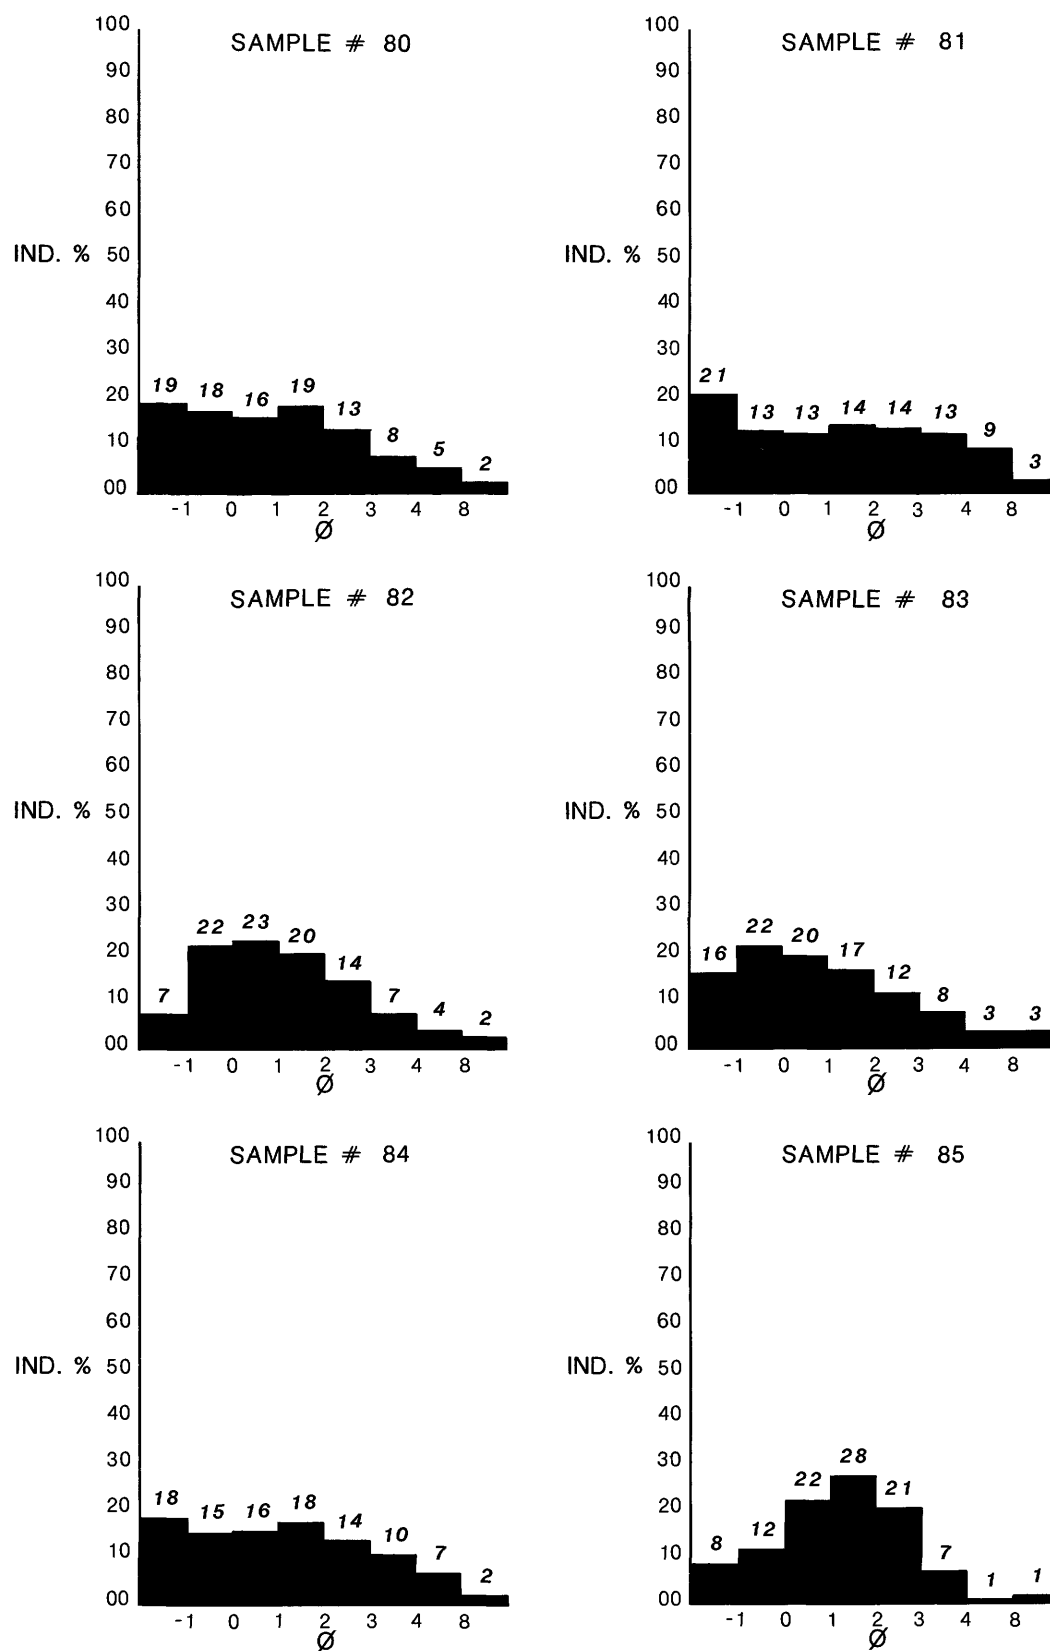 SAMPLE # 80
100
90
80
70
60
IND. % 50
40
30
20
10
00
19 18 16 19 13 8 5 2
-1 0 1 2 3 4 8
Ø
SAMPLE # 81
100
90
80
70
60
IND. % 50
40
30
20
10
00
21 13 13 14 14 13 9 3
-1 0 1 2 3 4 8
Ø
SAMPLE # 82
100
90
80
70
60
IND. % 50
40
30
20
10
00
7 22 23 20 14 7 4 2
-1 0 1 2 3 4 8
Ø
SAMPLE # 83
100
90
80
70
60
IND. % 50
40
30
20
10
00
16 22 20 17 12 8 3 3
-1 0 1 2 3 4 8
Ø
SAMPLE # 84
100
90
80
70
60
IND. % 50
40
30
20
10
00
18 15 16 18 14 10 7 2
-1 0 1 2 3 4 8
Ø
SAMPLE # 85
100
90
80
70
60
IND. % 50
40
30
20
10
00
8 12 22 28 21 7 1 1
-1 0 1 2 3 4 8
Ø